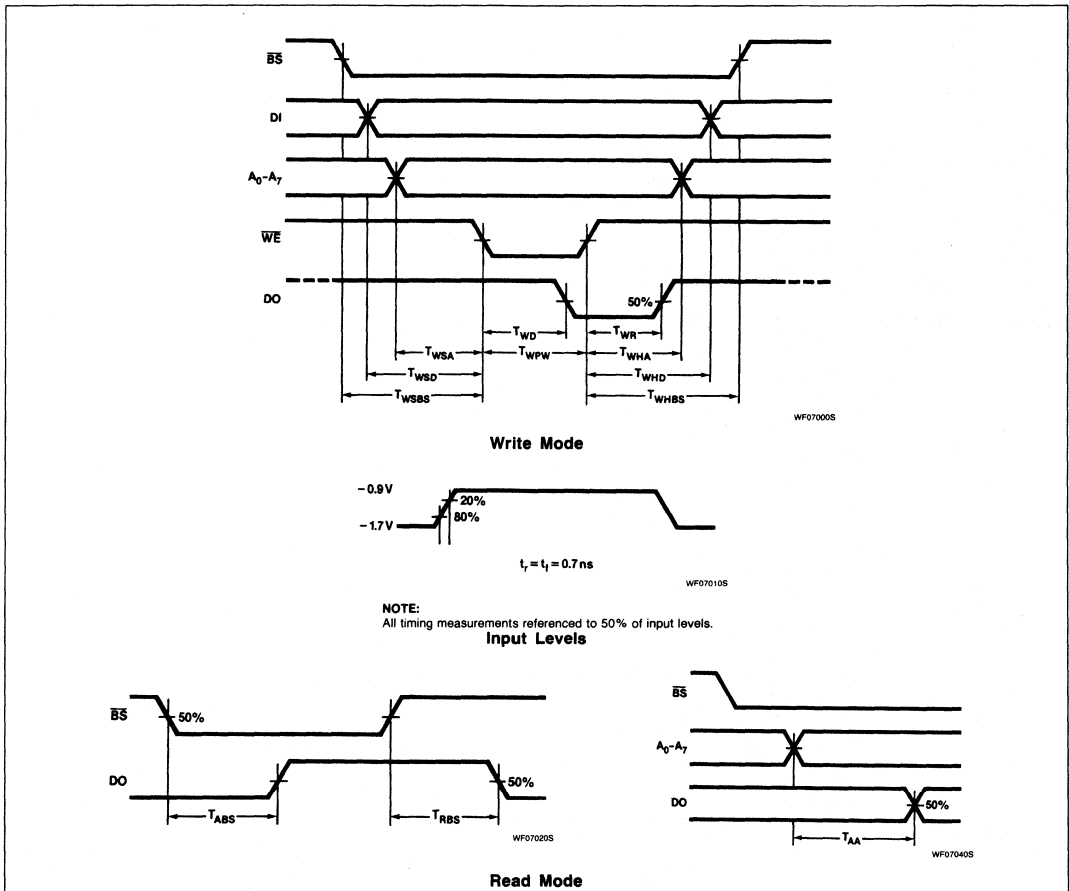 BS
DI
A0-A7
WE
DO
50%
TWD
TWR
TWSA
TWPW
TWHA
TWSD
TWHD
TWSBS
TWHBS
WF07000S
Write Mode
-0.9 V
20%
80%
-1.7 V
tr = tf = 0.7 ns
WF07010S
NOTE:
All timing measurements referenced to 50% of input levels.
Input Levels
BS
50%
DO
50%
TABS
TRBS
WF07020S
BS
A0-A7
DO
50%
TAA
WF07040S
Read Mode